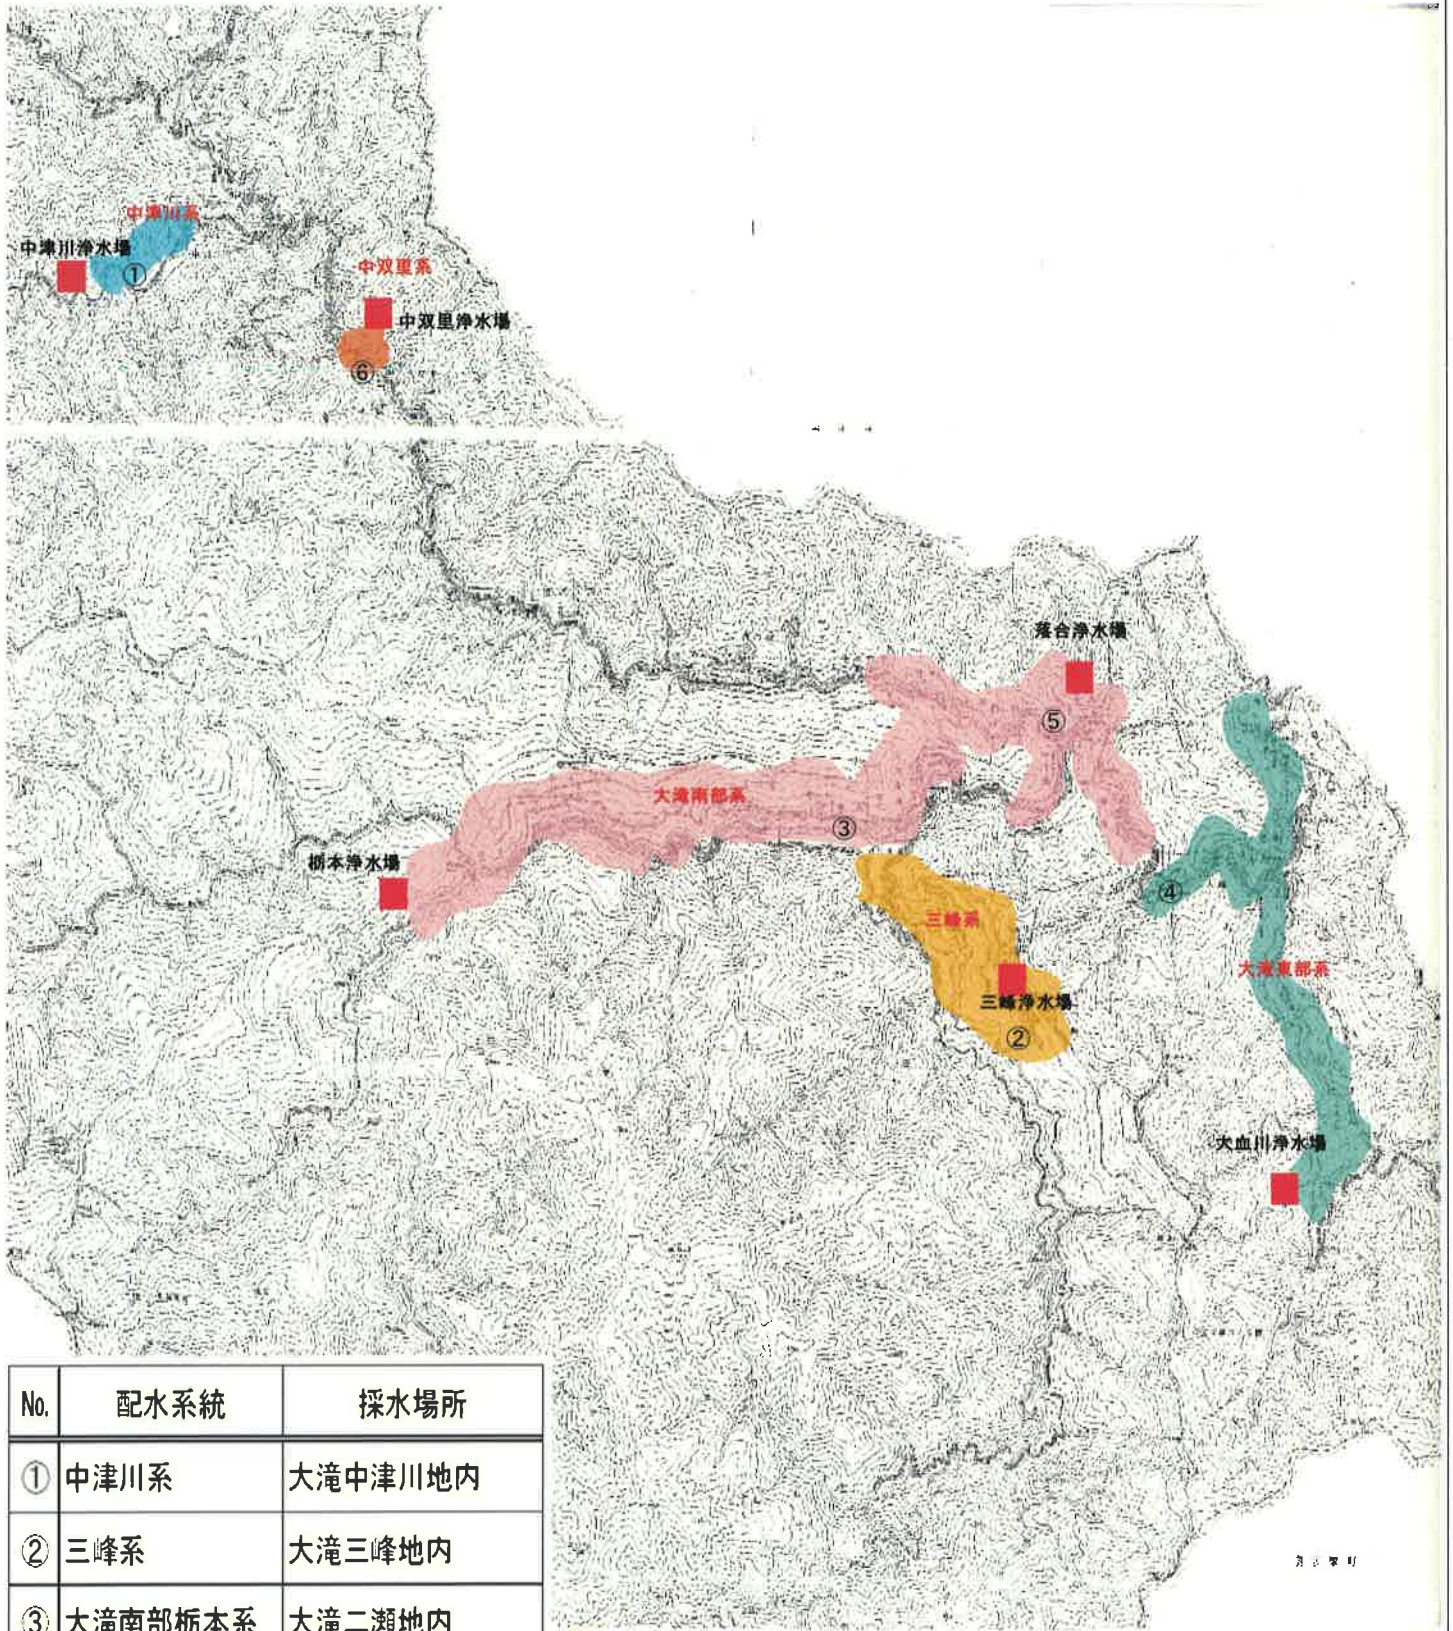 中津川系
中津川浄水場
①
中双里系
中双里浄水場
⑥
落合浄水場
⑤
大滝南部系
③
栃本浄水場
④
三峰系
大滝東部系
三峰浄水場
②
大血川浄水場
No. 配水系統 採水場所
① 中津川系 大滝中津川地内
② 三峰系 大滝三峰地内
③ 大滝南部栃本系 大滝二瀬地内